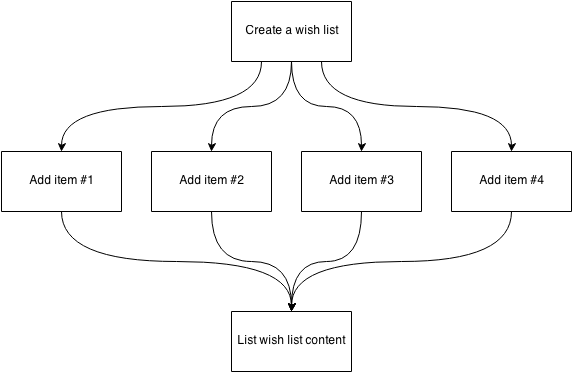 Create a wish list
Add item #1
Add item #2
Add item #3
Add item #4
List wish list content